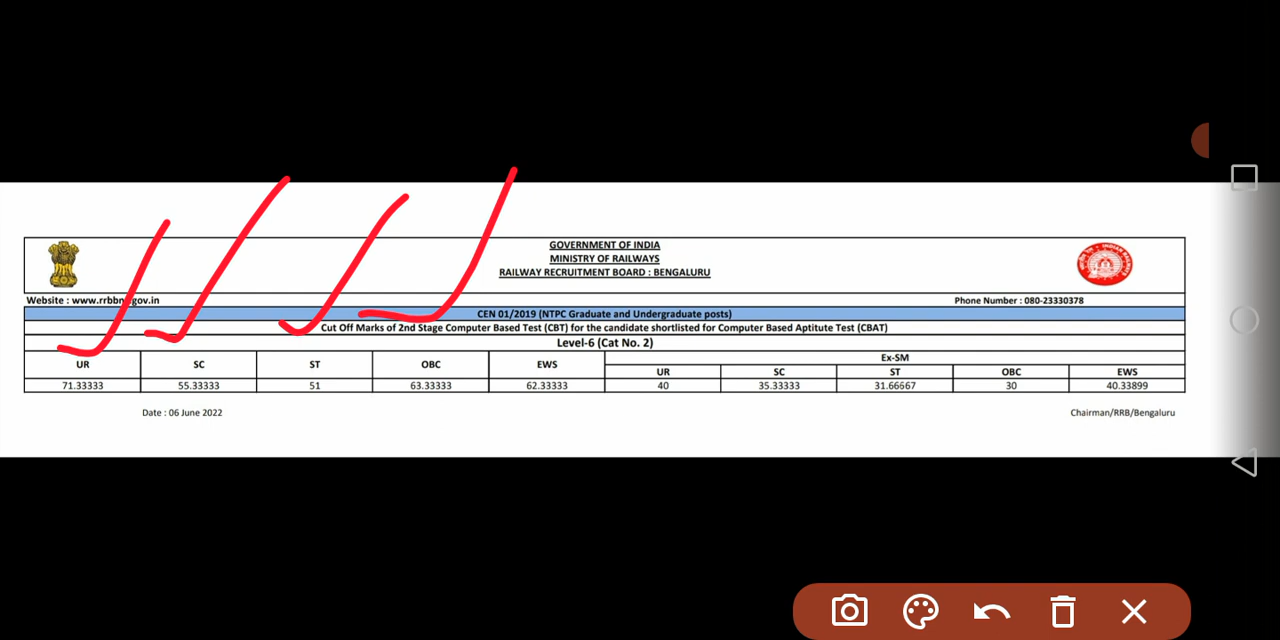 GOVERNMENT OF INDIA
MINISTRY OF RAILWAYS
RAILWAY RECRUITMENT BOARD : BENGALURU
Website : gov.in Phone Number : 080-23330378
CEN 01/2019 (NTPC Graduate and Undergraduate posts)
Cut Off Marks of 2nd Stage Computer Based Test (CBT) for the candidate shortlisted for Computer Based Aptitute Test (CBAT)
Level-6 (Cat No. 2)
UR SC ST OBC EWS Ex-SM
UR SC ST OBC EWS
71.33333 55.33333 51 63.33333 62.33333 40 35.33333 31.66667 30 40.33899
Date : 06 June 2022 Chairman/RRB/Bengaluru